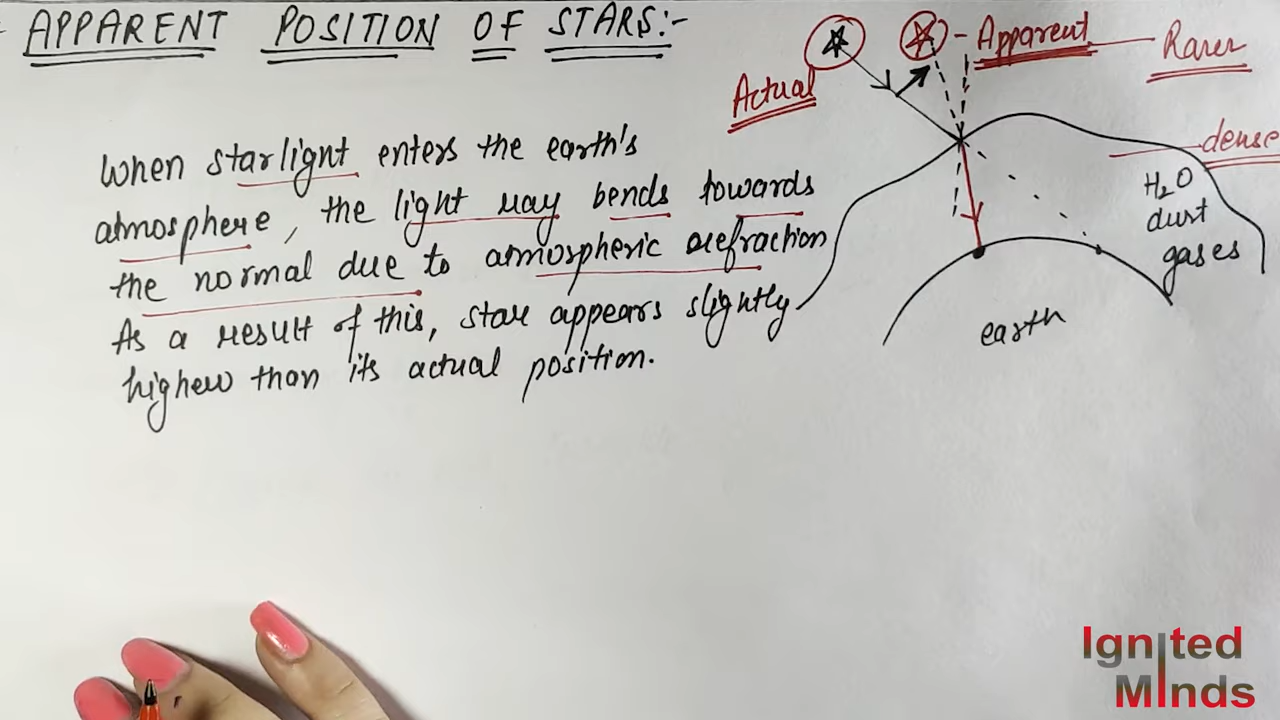 APPARENT POSITION OF STARS:-
When starlight enters the earth's
atmosphere, the light ray bends towards
the normal due to atmospheric refraction
As a result of this, star appears slightly
higher than its actual position.
Actual
- Apparent
Rarer
dense
H2O
dust
gases
earth
Ignited
Minds